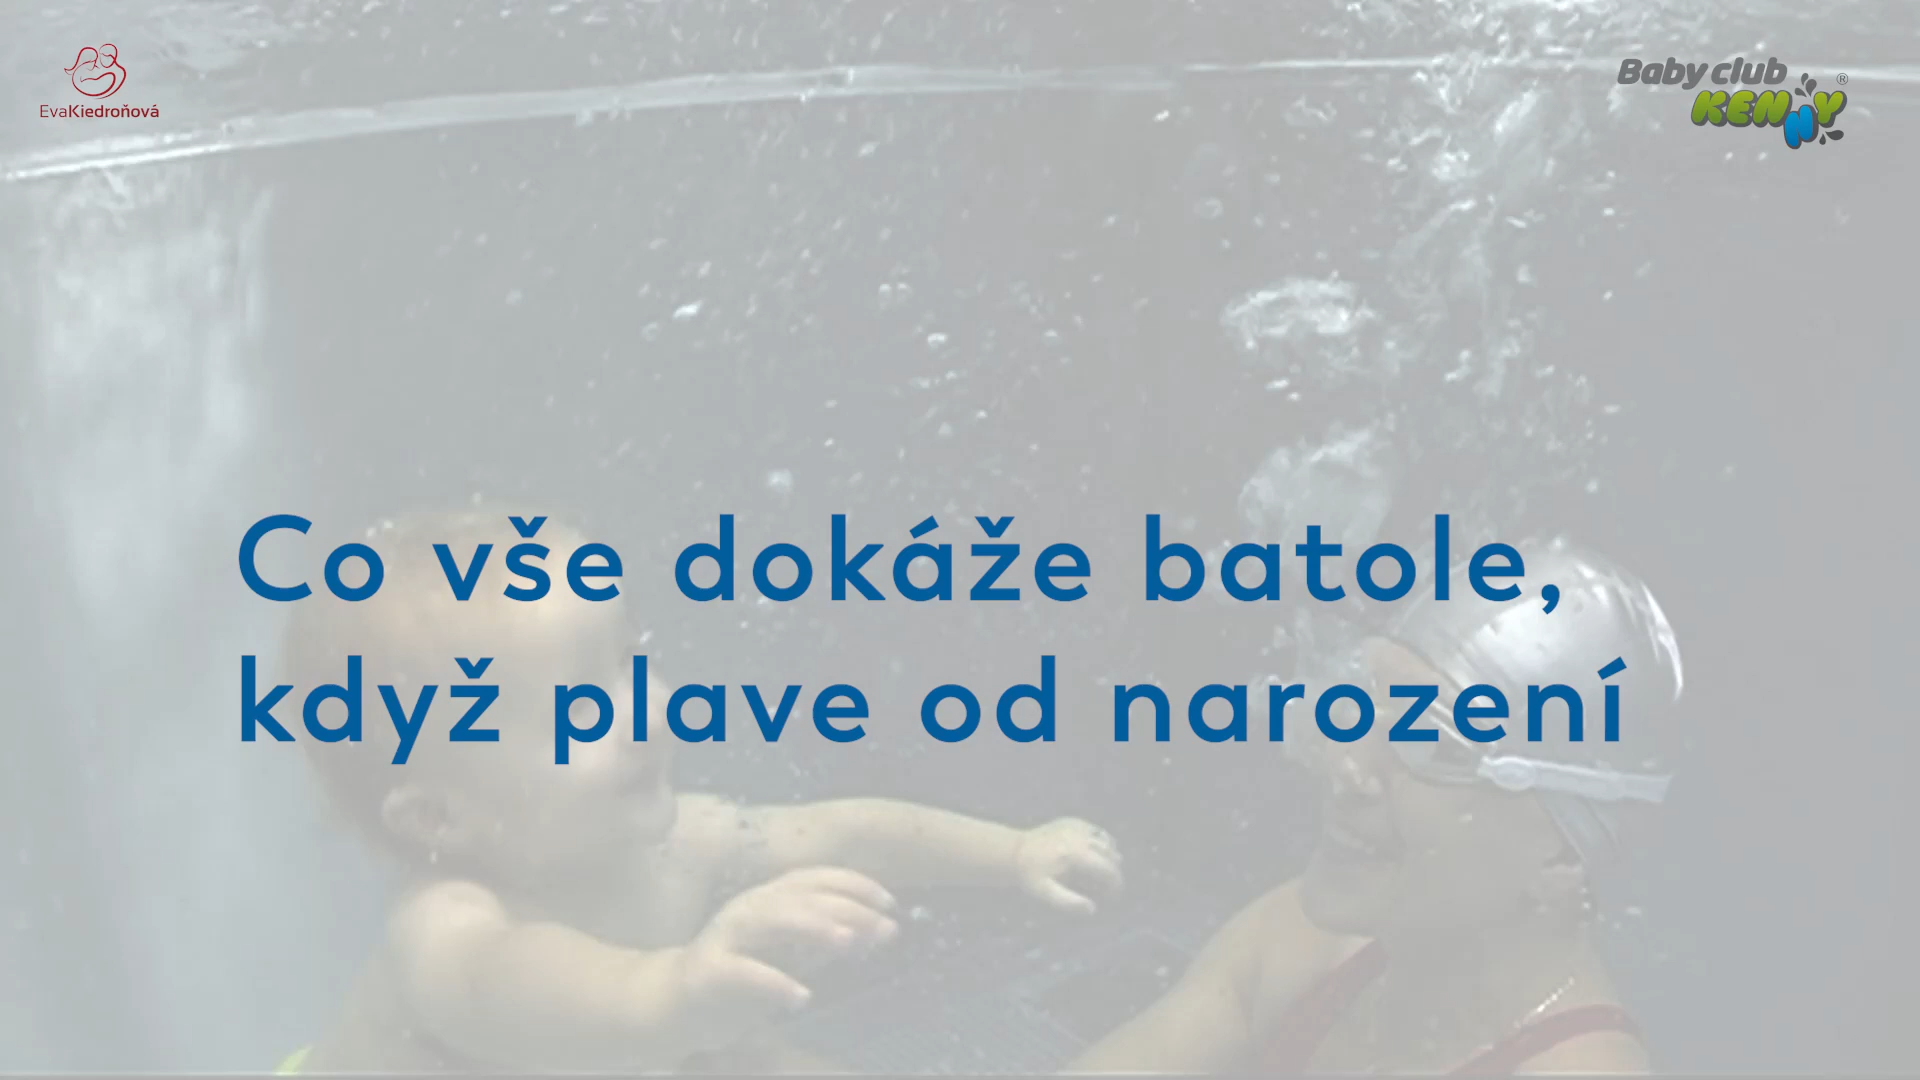 EvaKiedroňová
Baby club ®
KENNY
Co vše dokáže batole,
když plave od narození